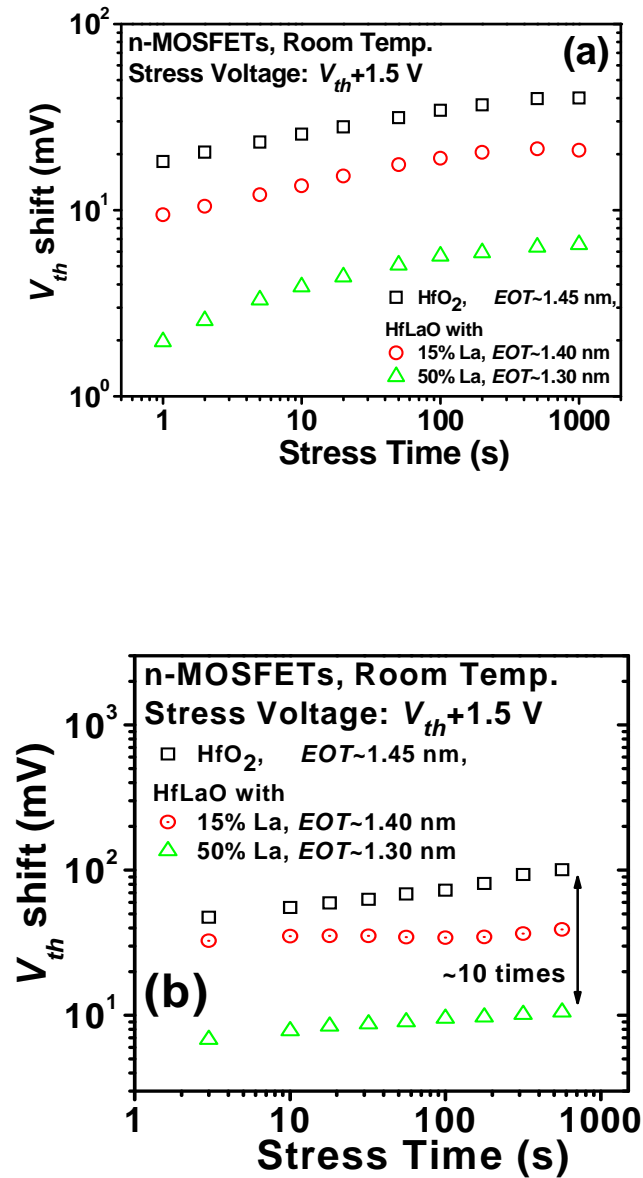 10²
n-MOSFETs, Room Temp.
(a)
Stress Voltage: Vth+1.5 V
10¹
Vth shift (mV)
HfO2, EOT~1.45 nm,
HfLaO with
15% La, EOT~1.40 nm
50% La, EOT~1.30 nm
10⁰
1 10 100 1000
Stress Time (s)
n-MOSFETs, Room Temp.
Stress Voltage: Vth+1.5 V
10³
HfO2, EOT~1.45 nm,
HfLaO with
15% La, EOT~1.40 nm
50% La, EOT~1.30 nm
Vth shift (mV)
10²
~10 times
(b)
10¹
1 10 100 1000
Stress Time (s)